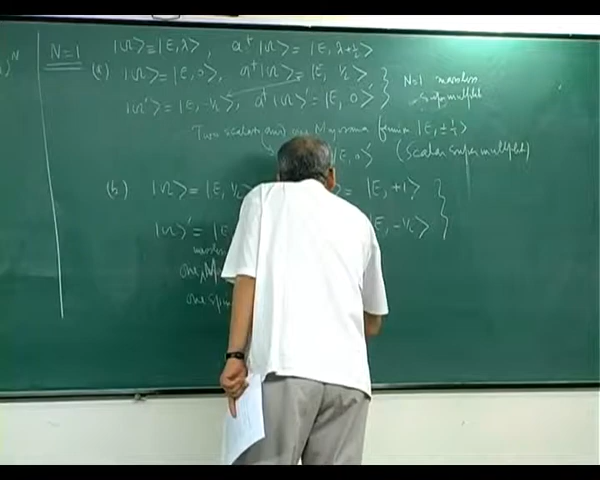 )^N
N=1 |Ω⟩=|E,λ⟩, a†|Ω⟩=|E, λ+½⟩
(a) |Ω⟩=|E,0⟩, a†|Ω⟩=|E, ½⟩ } N=1 massless
|Ω'⟩=|E,-½⟩, a†|Ω⟩'=|E, 0⟩' supermultiplet
Two scalars and one Majorana fermion |E,±½⟩
|E,0⟩' (Scalar supermultiplet)
(b) |Ω⟩=|E, ½ =|E,+1⟩ }
|Ω⟩'=|E |E,-½⟩
massless
one
one spin